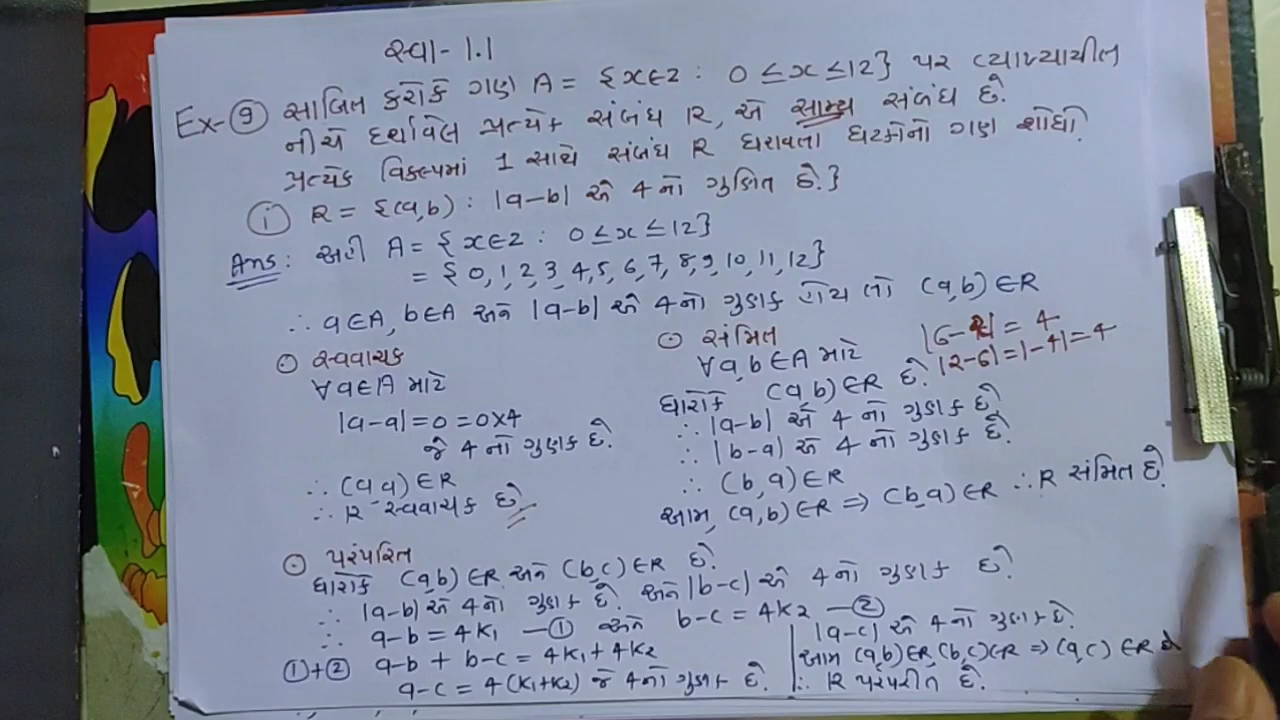 સ્વા- 1.1
Ex-⑨ સાબિત કરોકે ગણ A = {x∈z : 0 ≤ x ≤ 12} પર વ્યાખ્યાયીત
નીચે દર્શાવેલ પ્રત્યેક સંબંધ R, એ સામ્ય સંબંધ છે.
પ્રત્યેક વિકલ્પમાં 1 સાથે સંબંધ R ધરાવતા ઘટકોનો ગણ શોધો
ⓘ R = {(a,b) : |a-b| એ 4 નો ગુણિત છે.}
Ans: અહી A = {x∈z : 0 ≤ x ≤ 12}
= {0, 1, 2, 3, 4, 5, 6, 7, 8, 9, 10, 11, 12}
∴ a∈A, b∈A અને |a-b| એ 4નો ગુણક હોય તો (a,b) ∈R
⊙ સ્વવાચક
∀a∈A માટે
|a-a| = 0 = 0×4
જે 4 નો ગુણક છે.
∴ (a,a) ∈R
∴ R સ્વવાચક છે
⊙ સંમિત
∀a,b∈A માટે
|6-2| = 4
|2-6| = |-4| = 4
ધારોકે (a,b) ∈R છે.
∴ |a-b| એ 4 નો ગુણક છે
∴ |b-a| એ 4 નો ગુણક છે.
∴ (b,a) ∈R
આમ, (a,b) ∈R ⇒ (b,a) ∈R ∴ R સંમિત છે.
⊙ પરંપરિત
ધારોકે (a,b) ∈R અને (b,c) ∈R છે.
∴ |a-b| એ 4નો ગુણક છે. અને |b-c| એ 4નો ગુણક છે.
∴ a-b = 4k1 —① અને b-c = 4k2 —②
①+② a-b + b-c = 4k1 + 4k2
a-c = 4(k1+k2) જે 4નો ગુણક છે.
|a-c| એ 4નો ગુણક છે.
આમ (a,b)∈R, (b,c)∈R ⇒ (a,c) ∈R
∴ R પરંપરીત છે.